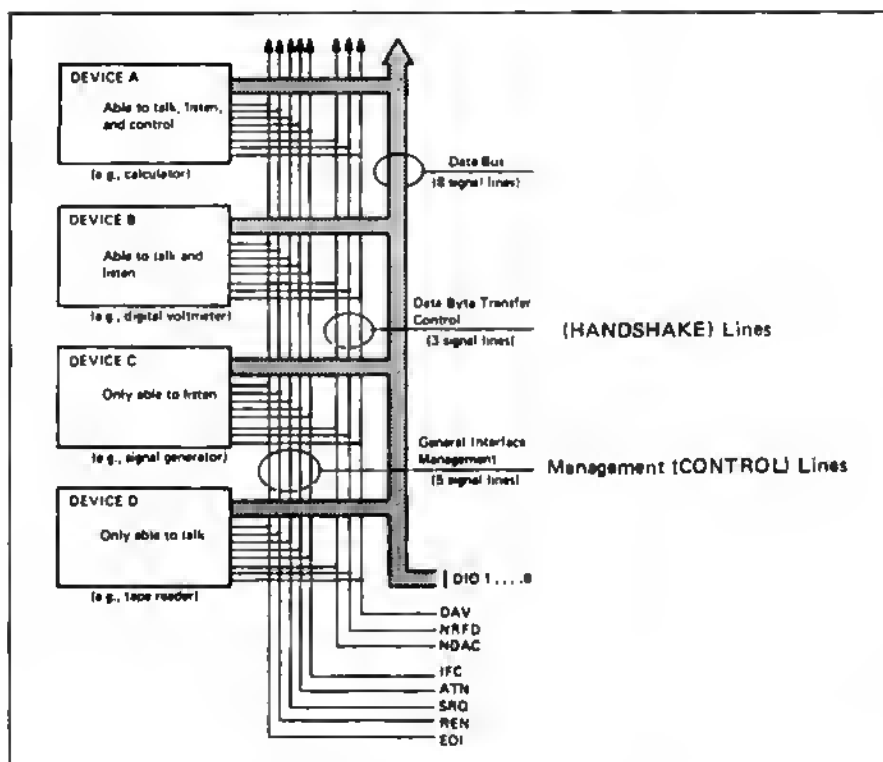 DEVICE A
Able to talk, listen,
and control
(e.g., calculator)
Data Bus
(8 signal lines)
DEVICE B
Able to talk and
listen
(e.g., digital voltmeter)
Data Byte Transfer
Control
(3 signal lines)
(HANDSHAKE) Lines
DEVICE C
Only able to listen
(e.g., signal generator)
General Interface
Management
(5 signal lines)
Management (CONTROL) Lines
DEVICE D
Only able to talk
(e.g., tape reader)
DIO 1....8
DAV
NRFD
NDAC
IFC
ATN
SRQ
REN
EOI